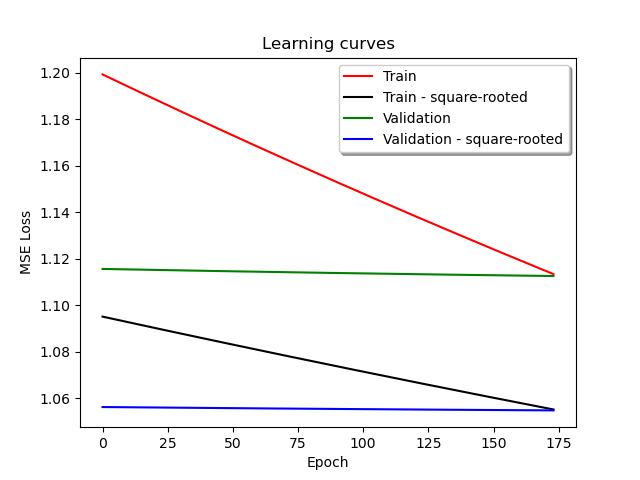 Learning curves
Train
Train - square-rooted
Validation
Validation - square-rooted
MSE Loss
1.20
1.18
1.16
1.14
1.12
1.10
1.08
1.06
0 25 50 75 100 125 150 175
Epoch